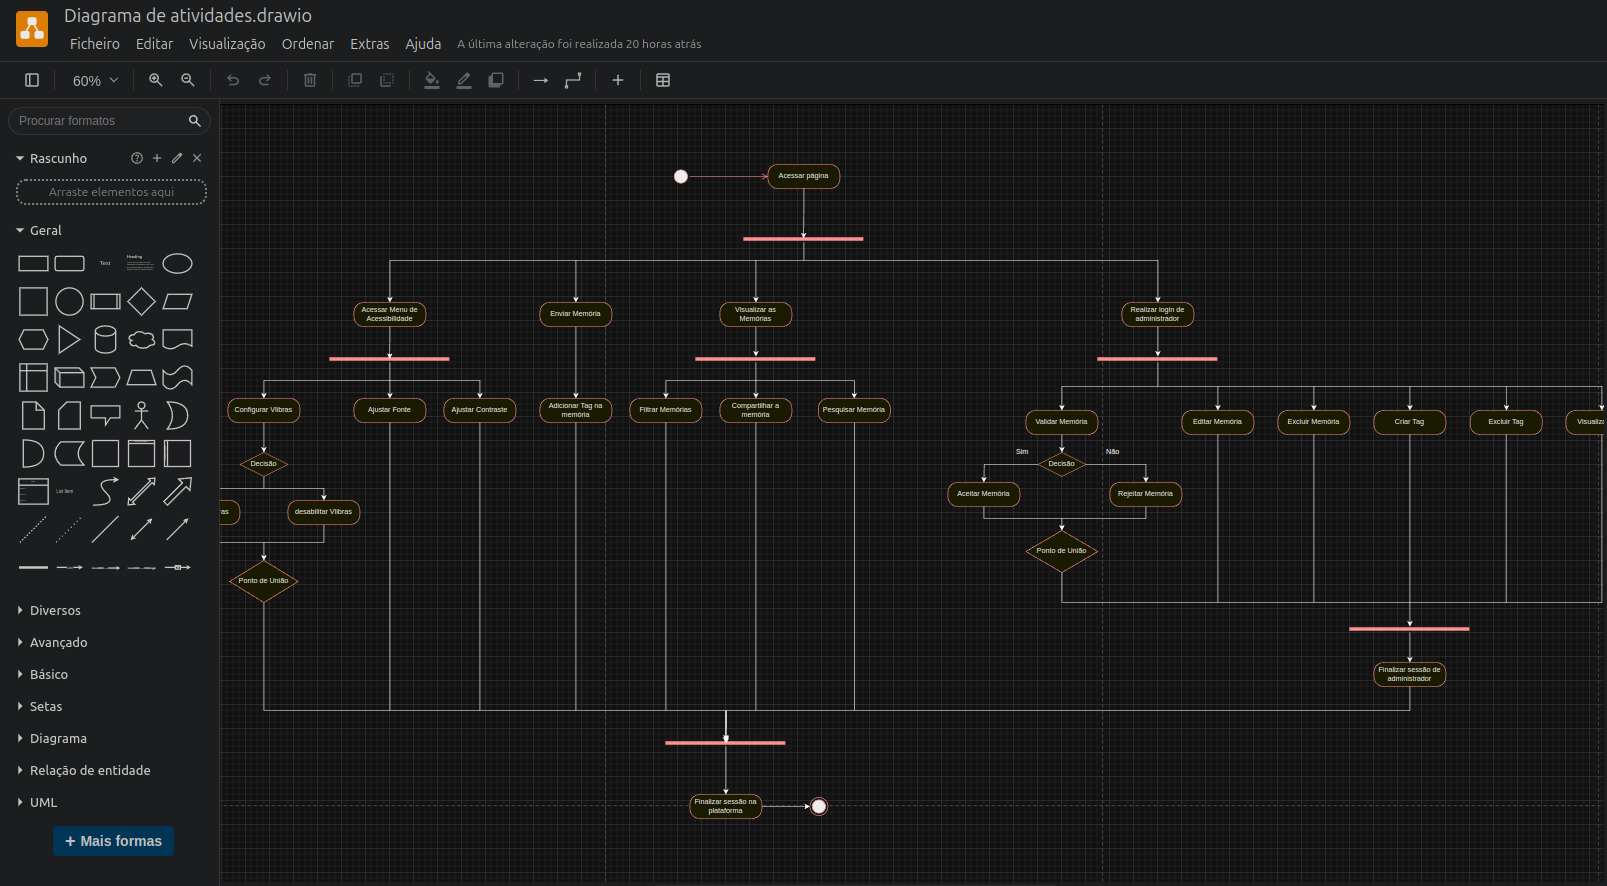 Diagrama de atividades.drawio
Ficheiro Editar Visualização Ordenar Extras Ajuda A última alteração foi realizada 20 horas atrás
60%
Procurar formatos
Rascunho
Arraste elementos aqui
Geral
Text
Heading
List Item
Diversos
Avançado
Básico
Setas
Diagrama
Relação de entidade
UML
+ Mais formas
Acessar página
Acessar Menu de
Acessibilidade
Enviar Memória
Visualizar as
Memórias
Realizar login de
administrador
Configurar Vlibras
Ajustar Fonte
Ajustar Contraste
Adicionar Tag na
memória
Filtrar Memórias
Compartilhar a
memória
Pesquisar Memória
Validar Memória
Editar Memória
Excluir Memória
Criar Tag
Excluir Tag
Visualiz
Decisão
ras
desabilitar Vlibras
Ponto de União
Sim
Não
Decisão
Aceitar Memória
Rejeitar Memória
Ponto de União
Finalizar sessão de
administrador
Finalizar sessão na
plataforma